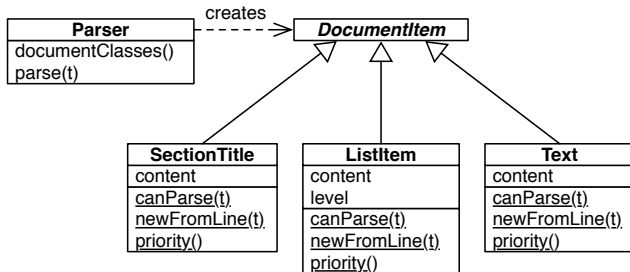 creates
Parser
documentClasses()
parse(t)
DocumentItem
SectionTitle
content
canParse(t)
newFromLine(t)
priority()
ListItem
content
level
canParse(t)
newFromLine(t)
priority()
Text
content
canParse(t)
newFromLine(t)
priority()